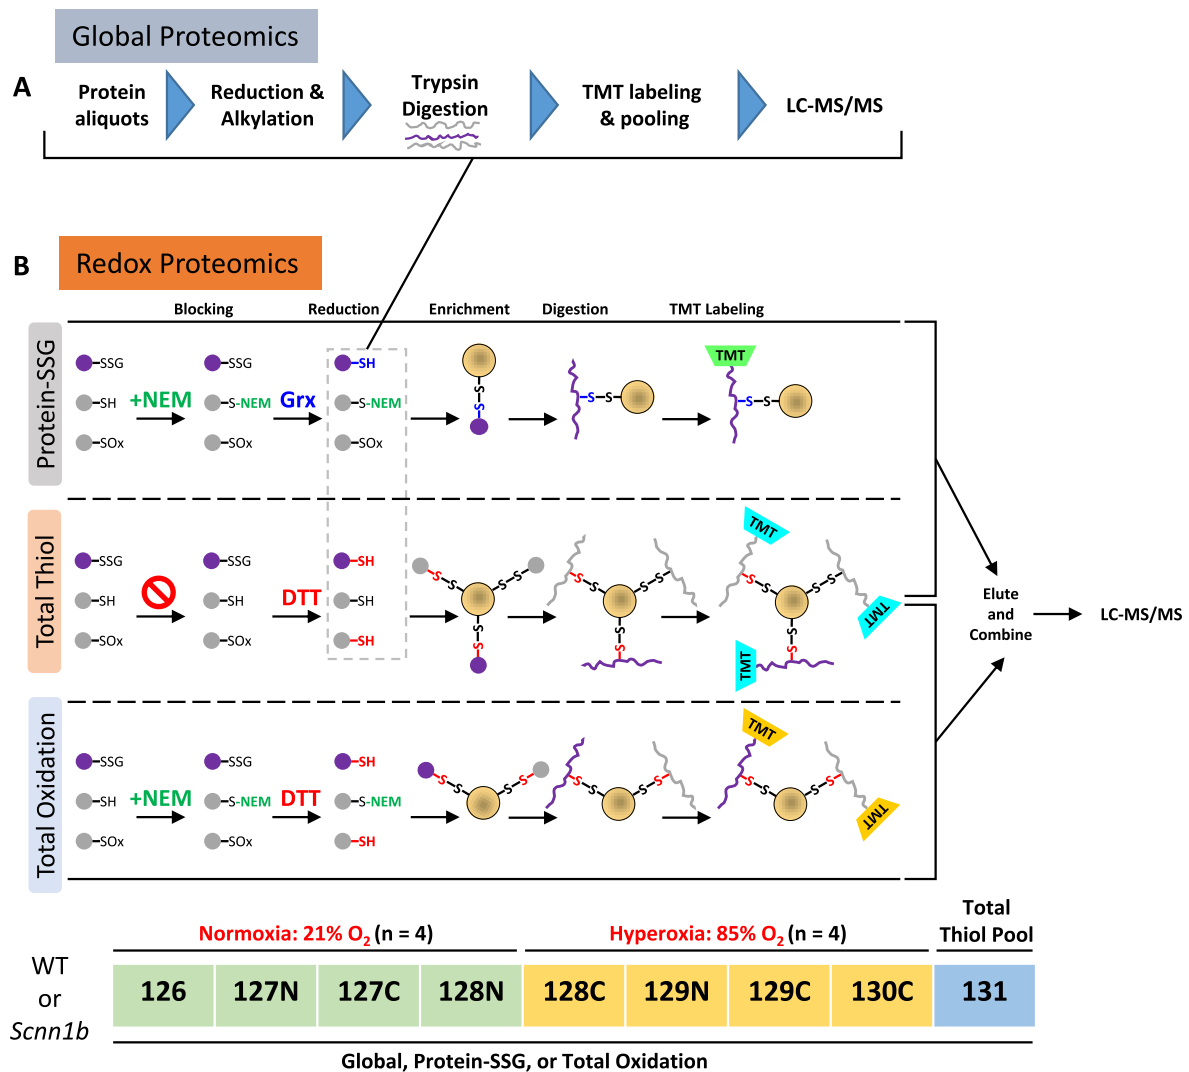 Global Proteomics
A
Protein
aliquots
Reduction &
Alkylation
Trypsin
Digestion
TMT labeling
& pooling
LC-MS/MS
B
Redox Proteomics
Blocking
Reduction
Enrichment
Digestion
TMT Labeling
Protein-SSG
SSG
SH
SOx
+NEM
SSG
S-NEM
SOx
Grx
SH
S-NEM
SOx
S
S
S
S
TMT
S
S
Total Thiol
SSG
SH
SOx
SSG
SH
SOx
DTT
SH
SH
SH
S
S
S
S
S
S
S
S
S
S
S
S
TMT
TMT
TMT
S
S
S
S
S
S
Elute
and
Combine
LC-MS/MS
Total Oxidation
SSG
SH
SOx
+NEM
SSG
S-NEM
SOx
DTT
SH
S-NEM
SH
S
S
S
S
S
S
S
S
TMT
TMT
S
S
S
S
Total
Thiol Pool
Normoxia: 21% O2 (n = 4)
Hyperoxia: 85% O2 (n = 4)
WT
or
Scnn1b
126 127N 127C 128N 128C 129N 129C 130C 131
Global, Protein-SSG, or Total Oxidation